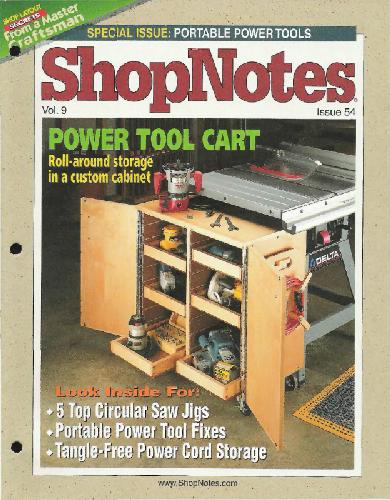 SHOP LAYOUT
SECRETS
From a Master
Craftsman
SPECIAL ISSUE: PORTABLE POWER TOOLS
ShopNotes®
Vol. 9
Issue 54
POWER TOOL CART
Roll-around storage
in a custom cabinet
DELTA
Look Inside For:
5 Top Circular Saw Jigs
Portable Power Tool Fixes
Tangle-Free Power Cord Storage
www.ShopNotes.com